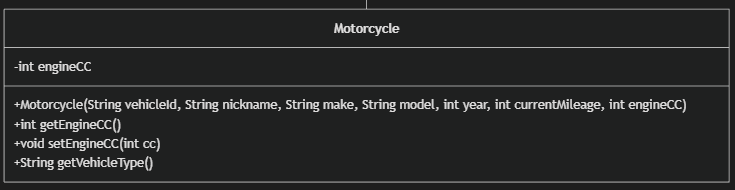 Motorcycle
-int engineCC
+Motorcycle(String vehicleId, String nickname, String make, String model, int year, int currentMileage, int engineCC)
+int getEngineCC()
+void setEngineCC(int cc)
+String getVehicleType()